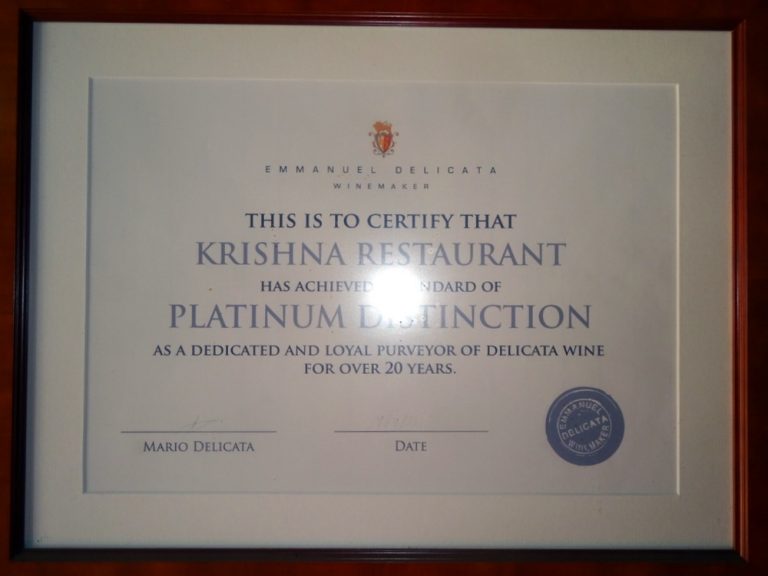 EMMANUEL DELICATA
WINEMAKER
THIS IS TO CERTIFY THAT
KRISHNA RESTAURANT
HAS ACHIEVED STANDARD OF
PLATINUM DISTINCTION
AS A DEDICATED AND LOYAL PURVEYOR OF DELICATA WINE
FOR OVER 20 YEARS.
MARIO DELICATA
DATE
EMMANUEL
DELICATA
WINEMAKER